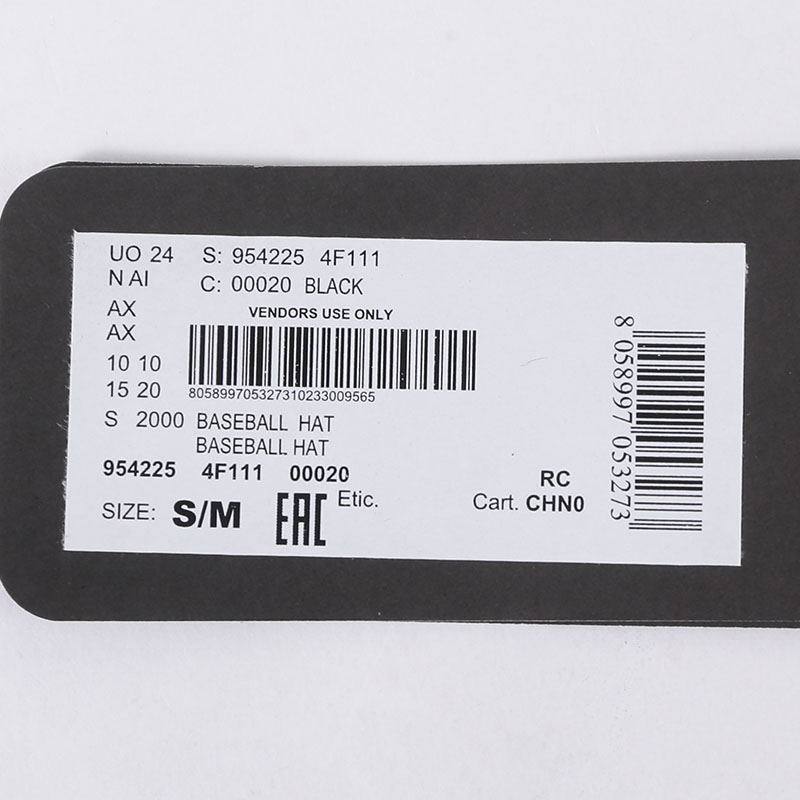 UO 24 S: 954225 4F111
N AI C: 00020 BLACK
AX VENDORS USE ONLY
AX
10 10
15 20 805899705327310233009565
S 2000 BASEBALL HAT
BASEBALL HAT
954225 4F111 00020
SIZE: S/M EAC Etic.
RC
Cart. CHN0
8 058997 053273